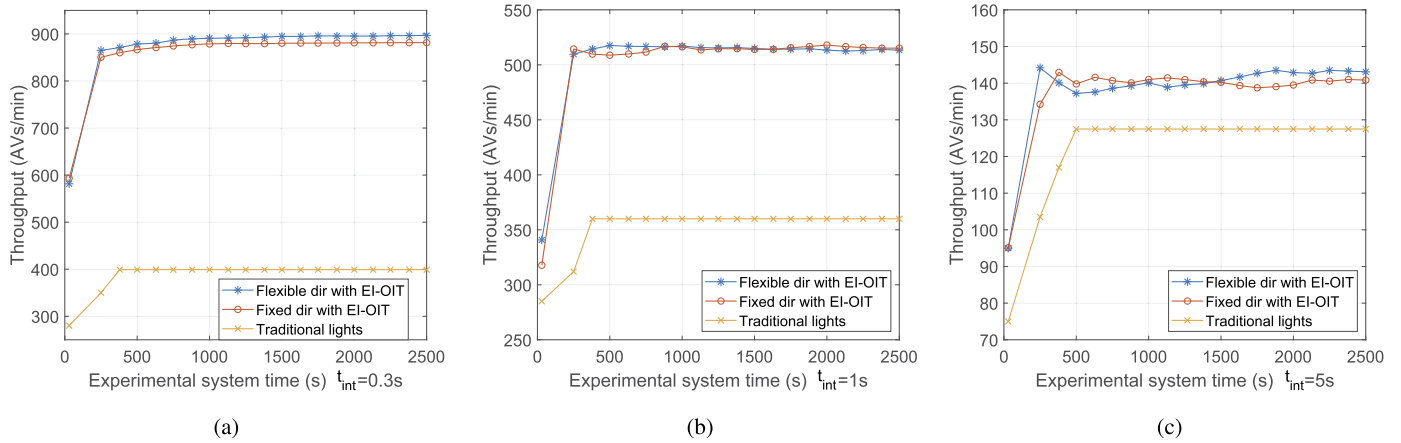 900
800
700
600
500
400
300
Throughput (AVs/min)
Flexible dir with EI-OIT
Fixed dir with EI-OIT
Traditional lights
0 500 1000 1500 2000 2500
Experimental system time (s) t_int=0.3s
(a)
550
500
450
400
350
300
250
Throughput (AVs/min)
Flexible dir with EI-OIT
Fixed dir with EI-OIT
Traditional lights
0 500 1000 1500 2000 2500
Experimental system time (s) t_int=1s
(b)
160
150
140
130
120
110
100
90
80
70
Throughput (AVs/min)
Flexible dir with EI-OIT
Fixed dir with EI-OIT
Traditional lights
0 500 1000 1500 2000 2500
Experimental system time (s) t_int=5s
(c)